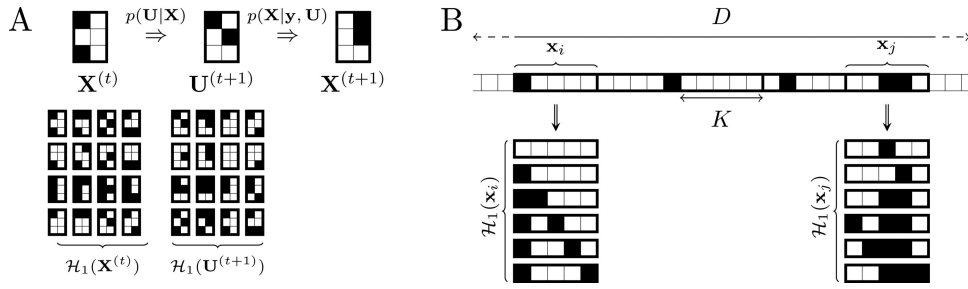 A
p(U|X)
⇒
p(X|y, U)
⇒
X^{(t)}
U^{(t+1)}
X^{(t+1)}
ℋ₁(X^{(t)})
ℋ₁(U^{(t+1)})
B
D
x_i
x_j
K
ℋ₁(x_i)
ℋ₁(x_j)